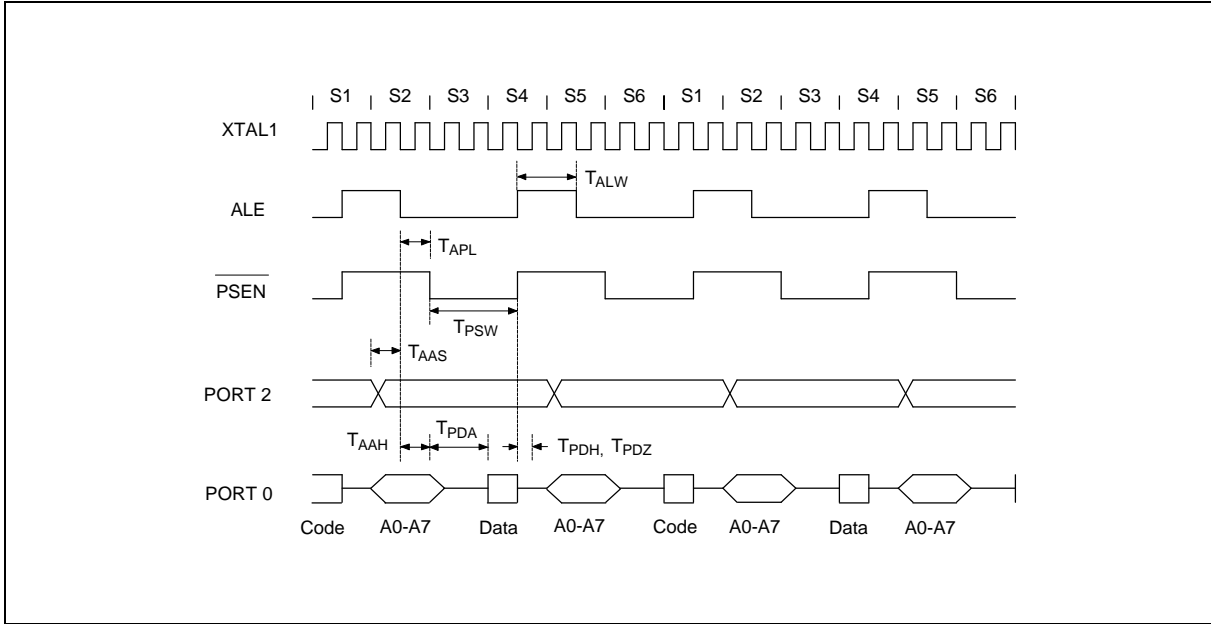 S1 S2 S3 S4 S5 S6 S1 S2 S3 S4 S5 S6
XTAL1
TALW
ALE
TAPL
PSEN
TPSW
TAAS
PORT 2
TAAH TPDA TPDH, TPDZ
PORT 0
Code A0-A7 Data A0-A7 Code A0-A7 Data A0-A7